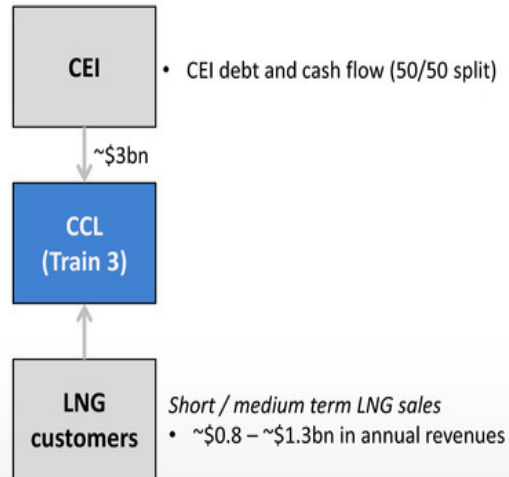 CEI
• CEI debt and cash flow (50/50 split)
~$3bn
CCL
(Train 3)
LNG
customers
Short / medium term LNG sales
• ~$0.8 – ~$1.3bn in annual revenues